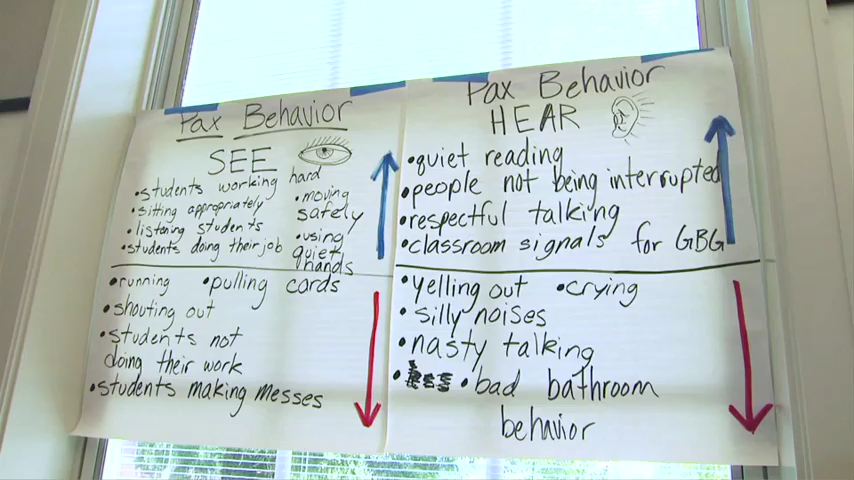 Pax Behavior
SEE
• students working hard
• sitting appropriately
• listening students
• students doing their job
• moving
safely
• using
quiet
hands
• running
• pulling cords
• shouting out
• students not
doing their work
• students making messes
Pax Behavior
HEAR
• quiet reading
• people not being interrupted
• respectful talking
• classroom signals for GBG
• yelling out
• crying
• silly noises
• nasty talking
• bad bathroom
behavior